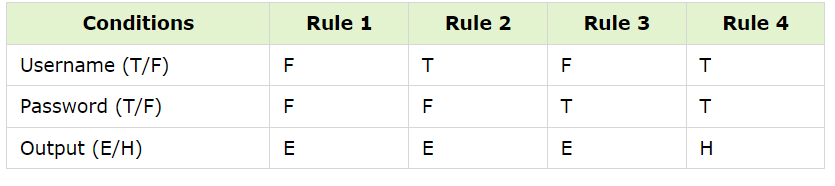 Conditions Rule 1 Rule 2 Rule 3 Rule 4
Username (T/F) F T F T
Password (T/F) F F T T
Output (E/H) E E E H